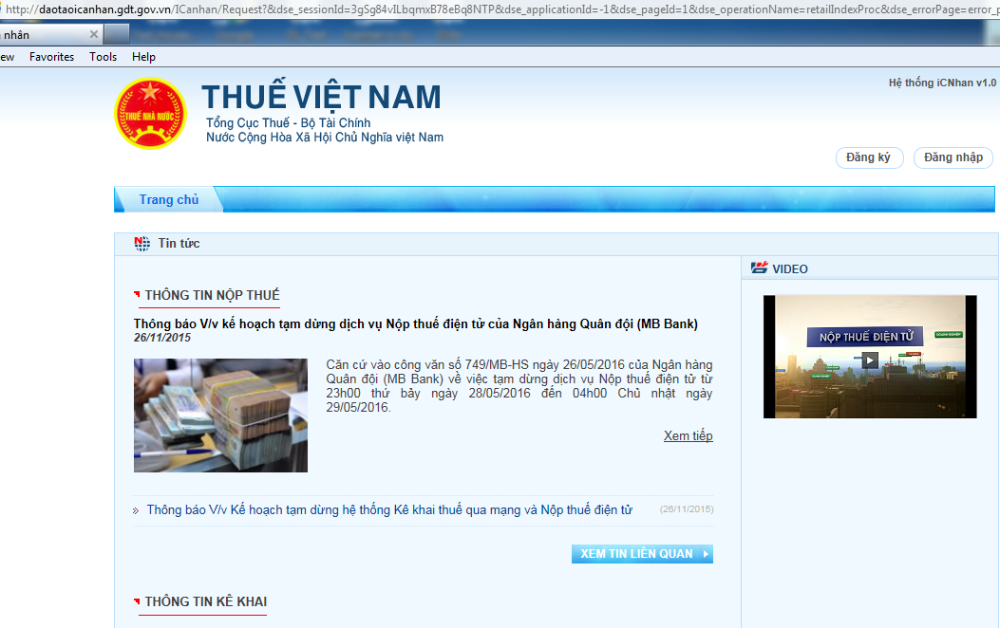 http://daotaoicanhan.gdt.gov.vn/ICanhan/Request?&dse_sessionId=3gSg84vILbqmxB78eBq8NTP&dse_applicationId=-1&dse_pageId=1&dse_operationName=retailIndexProc&dse_errorPage=error_p
nhân
ew Favorites Tools Help
THUẾ VIỆT NAM
Tổng Cục Thuế - Bộ Tài Chính
Nước Cộng Hòa Xã Hội Chủ Nghĩa việt Nam
THUẾ NHÀ NƯỚC
Hệ thống iCNhan v1.0
Đăng ký Đăng nhập
Trang chủ
Tin tức
THÔNG TIN NỘP THUẾ
Thông báo V/v kế hoạch tạm dừng dịch vụ Nộp thuế điện tử của Ngân hàng Quân đội (MB Bank)
26/11/2015
Căn cứ vào công văn số 749/MB-HS ngày 26/05/2016 của Ngân hàng
Quân đội (MB Bank) về việc tạm dừng dịch vụ Nộp thuế điện tử từ
23h00 thứ bảy ngày 28/05/2016 đến 04h00 Chủ nhật ngày
29/05/2016.
Xem tiếp
Thông báo V/v Kế hoạch tạm dừng hệ thống Kê khai thuế qua mạng và Nộp thuế điện tử (26/11/2015)
XEM TIN LIÊN QUAN
THÔNG TIN KÊ KHAI
VIDEO
NỘP THUẾ ĐIỆN TỬ